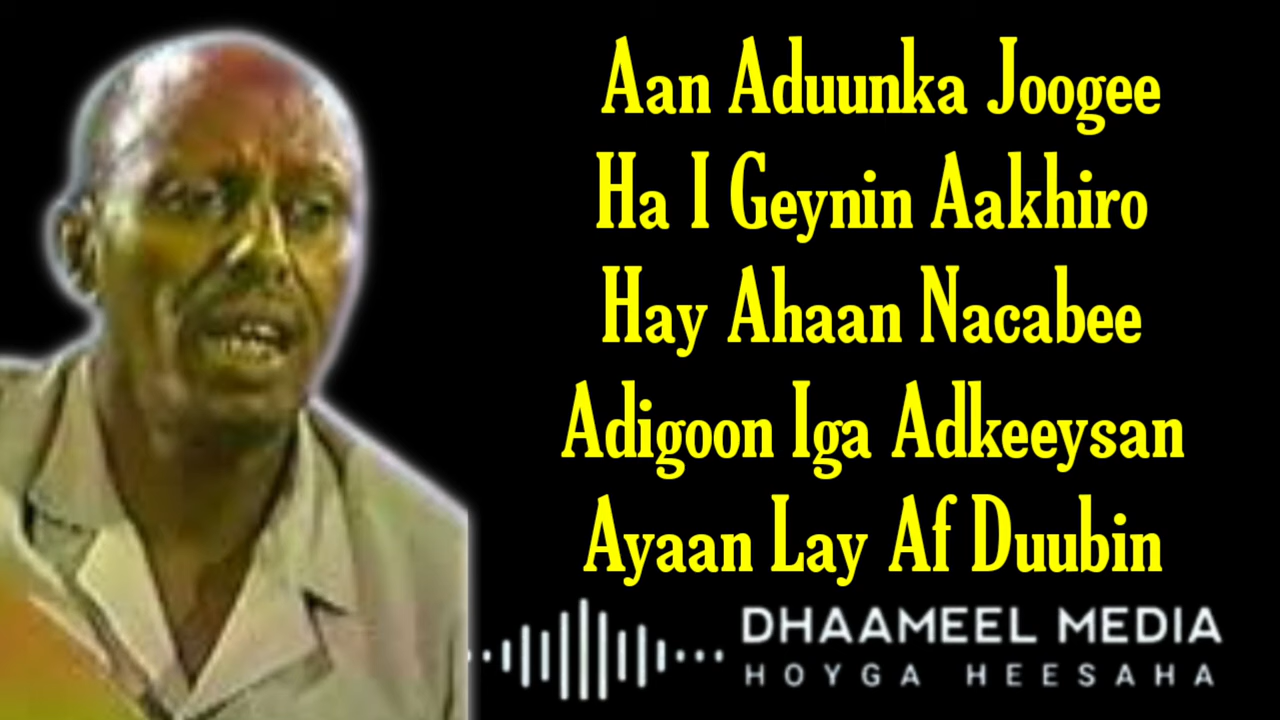 Aan Aduunka Joogee
Ha I Geynin Aakhiro
Hay Ahaan Nacabee
Adigoon Iga Adkeeysan
Ayaan Lay Af Duubin
DHAAMEEL MEDIA
HOYGA HEESAHA